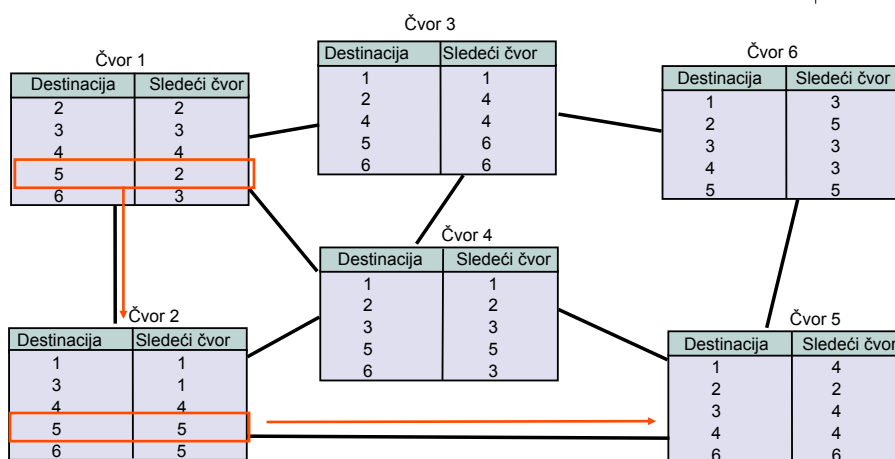 Čvor 1
Destinacija Sledeći čvor
2 2
3 3
4 4
5 2
6 3
Čvor 3
Destinacija Sledeći čvor
1 1
2 4
4 4
5 6
6 6
Čvor 6
Destinacija Sledeći čvor
1 3
2 5
3 3
4 3
5 5
Čvor 4
Destinacija Sledeći čvor
1 1
2 2
3 3
5 5
6 3
Čvor 2
Destinacija Sledeći čvor
1 1
3 1
4 4
5 5
6 5
Čvor 5
Destinacija Sledeći čvor
1 4
2 2
3 4
4 4
6 6